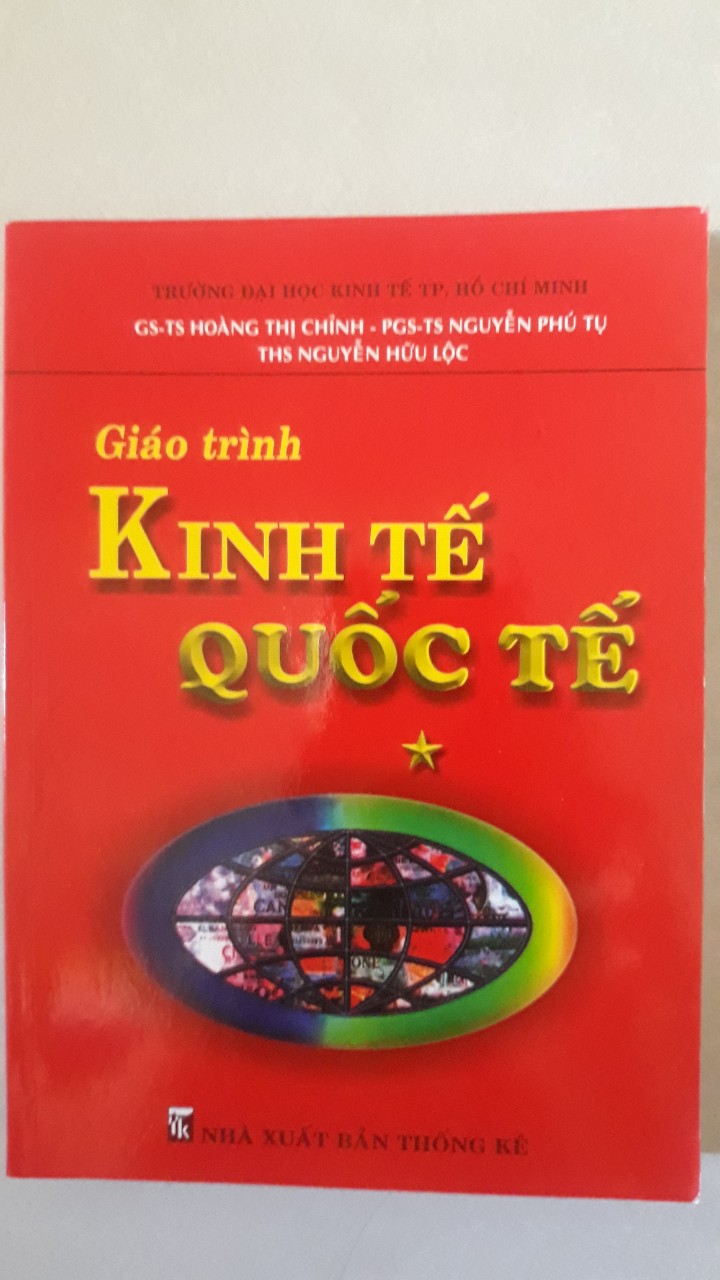 TRƯỜNG ĐẠI HỌC KINH TẾ TP. HỒ CHÍ MINH
GS-TS HOÀNG THỊ CHỈNH - PGS-TS NGUYỄN PHÚ TỤ
THS NGUYỄN HỮU LỘC
Giáo trình
KINH TẾ
QUỐC TẾ
NHÀ XUẤT BẢN THỐNG KÊ